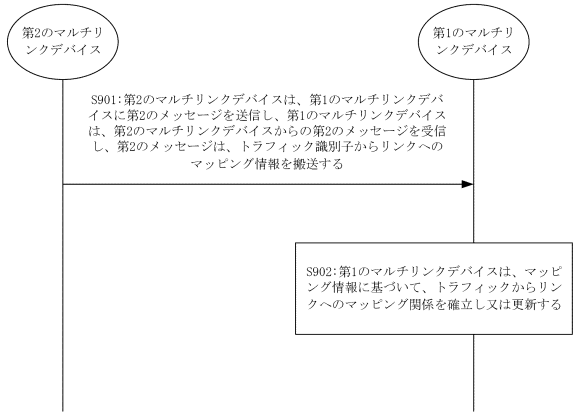 第2のマルチリ
ンクデバイス
第1のマルチリ
ンクデバイス
S901:第2のマルチリンクデバイスは、第1のマルチリンクデバ
イスに第2のメッセージを送信し、第1のマルチリンクデバイス
は、第2のマルチリンクデバイスからの第2のメッセージを受信
し、第2のメッセージは、トラフィック識別子からリンクへの
マッピング情報を搬送する
S902:第1のマルチリンクデバイスは、マッピ
ング情報に基づいて、トラフィックからリン
クへのマッピング関係を確立し又は更新する